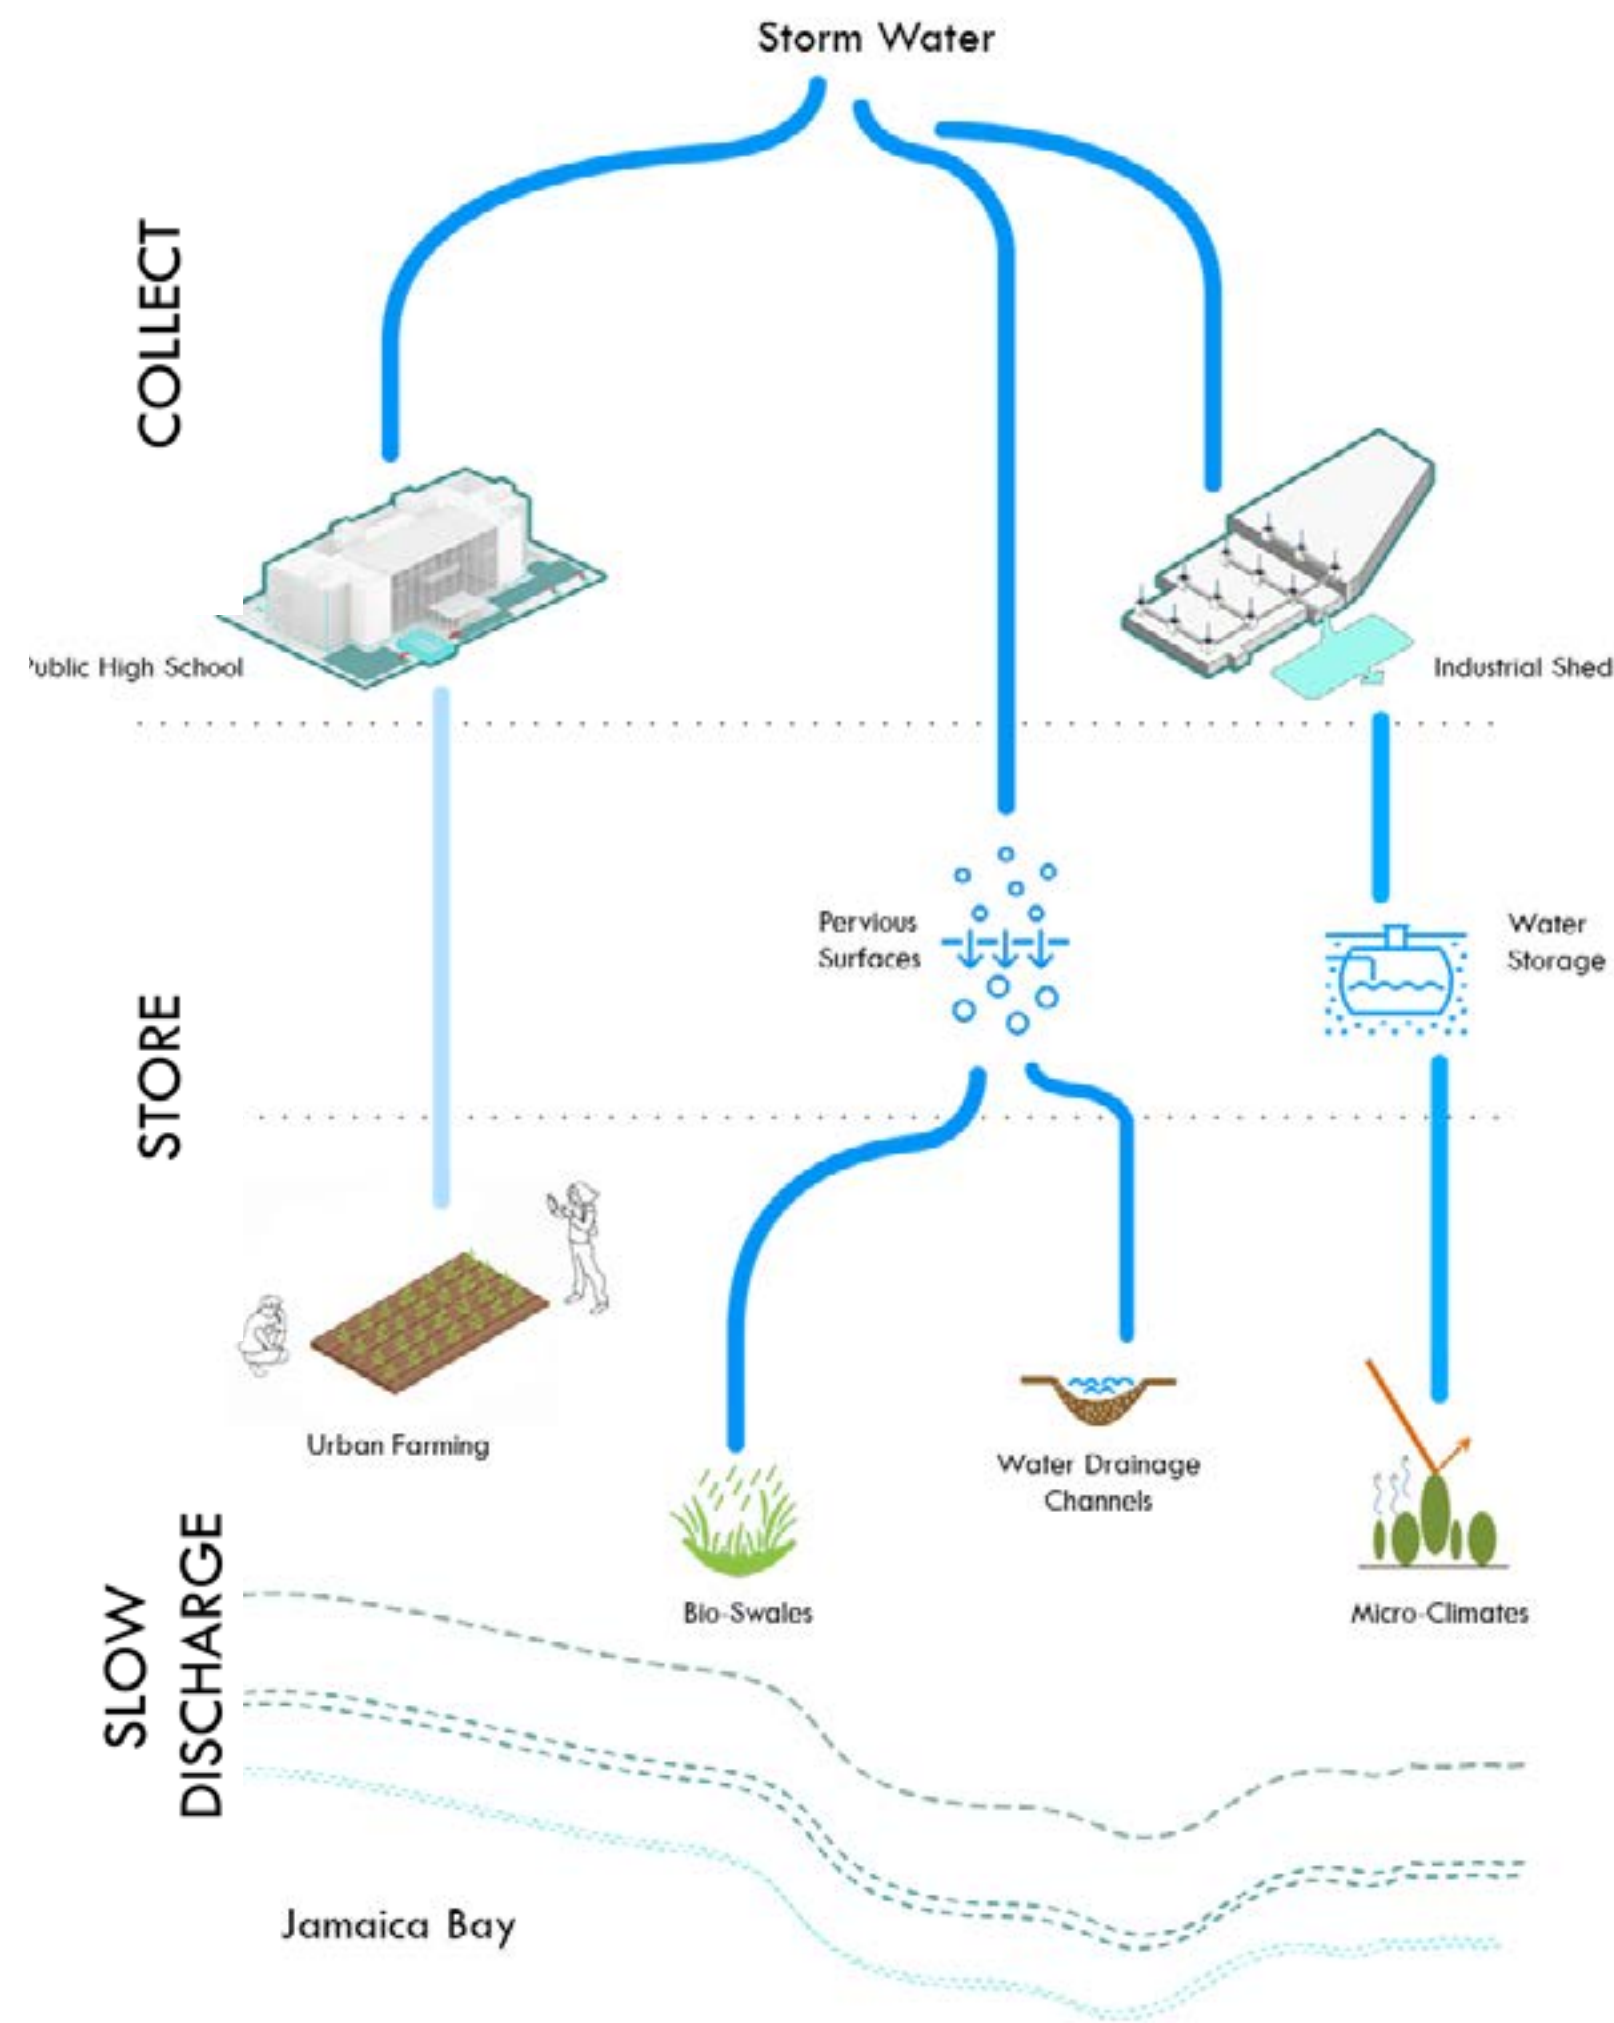 Storm Water
COLLECT
Public High School
Industrial Shed
Pervious
Surfaces
Water
Storage
STORE
Urban Farming
Water Drainage
Channels
Bio-Swales
Micro-Climates
SLOW
DISCHARGE
Jamaica Bay